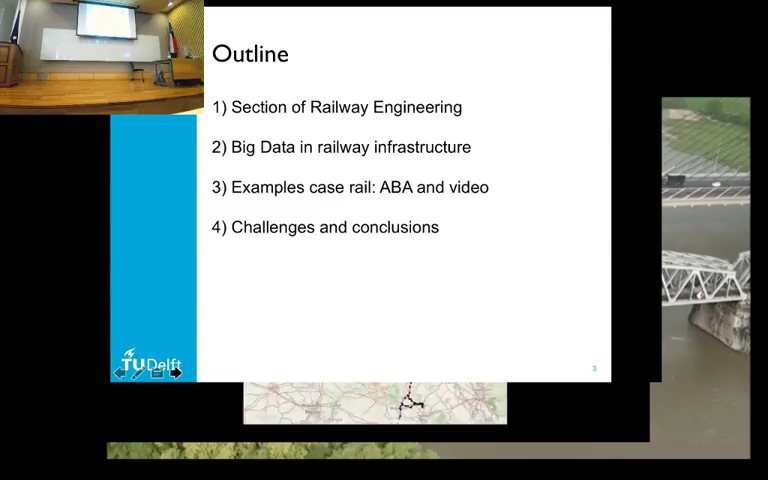 Outline
1) Section of Railway Engineering
2) Big Data in railway infrastructure
3) Examples case rail: ABA and video
4) Challenges and conclusions
TUDelft
3